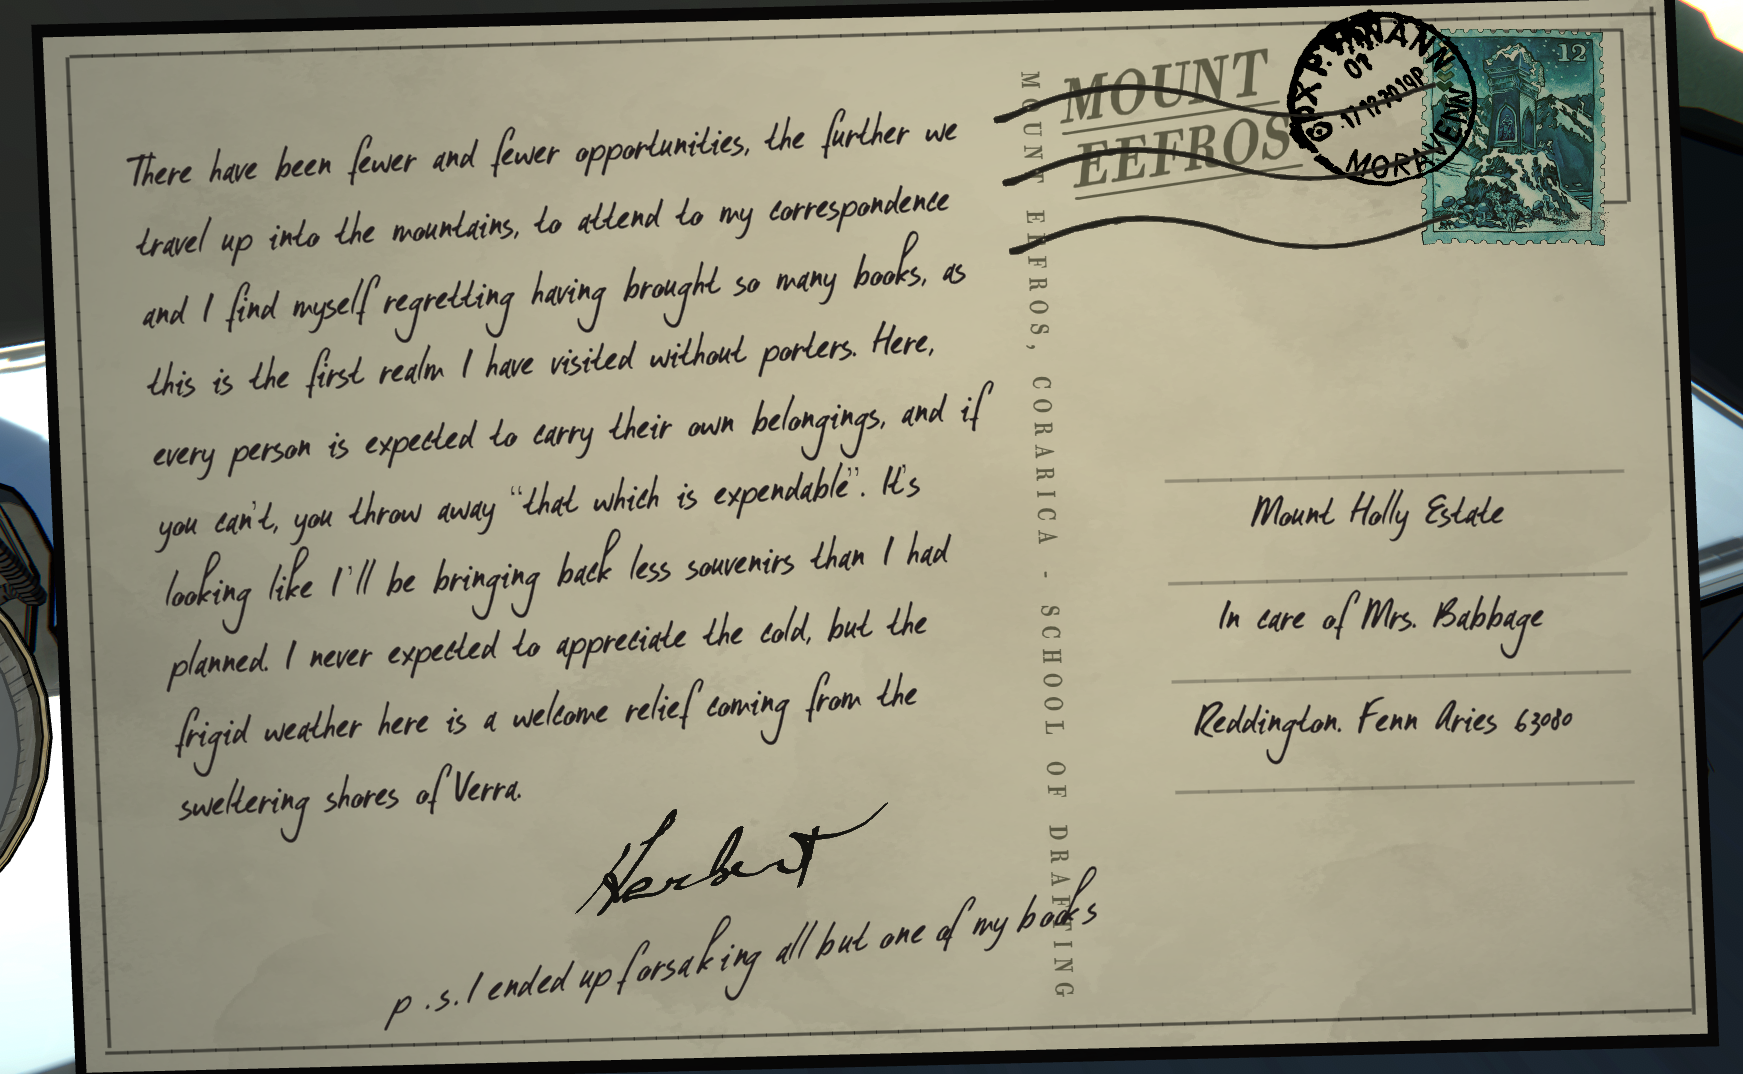 There have been fewer and fewer opportunities, the further we
travel up into the mountains, to attend to my correspondence
and I find myself regretting having brought so many books, as
this is the first realm I have visited without porters. Here,
every person is expected to carry their own belongings, and if
you can't, you throw away “that which is expendable”. It's
looking like I'll be bringing back less souvenirs than I had
planned. I never expected to appreciate the cold, but the
frigid weather here is a welcome relief coming from the
sweltering shores of Verra.
Herbert
p.s. I ended up forsaking all but one of my books
MOUNT EEFROS, CORARICA - SCHOOL OF DRAFTING
MOUNT
EEFROS
MORAVENN
12
Mount Holly Estate
In care of Mrs. Babbage
Reddington. Fenn Aries 63080